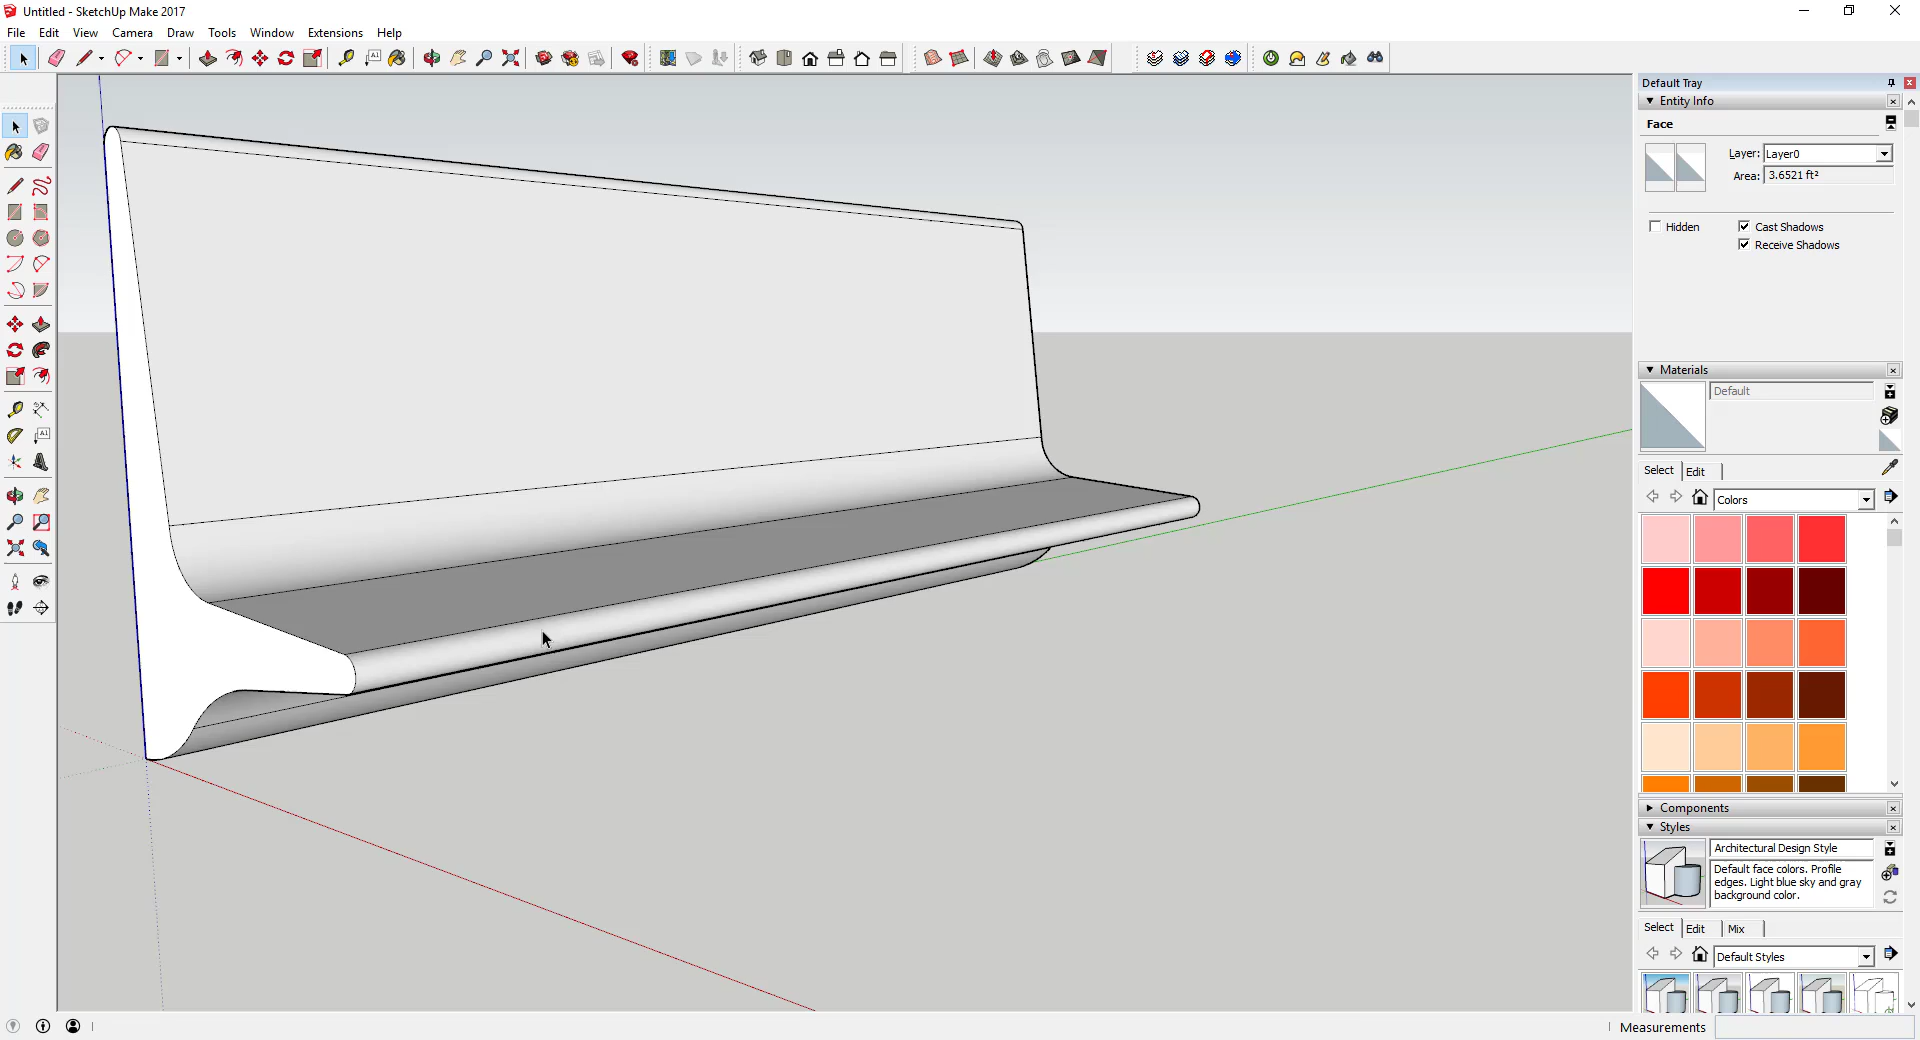 Untitled - SketchUp Make 2017
File Edit View Camera Draw Tools Window Extensions Help
Default Tray
Entity Info
Face
Layer: Layer0
Area: 3.6521 ft²
Hidden Cast Shadows
Receive Shadows
Materials
Default
Select Edit
Colors
Components
Styles
Architectural Design Style
Default face colors. Profile
edges. Light blue sky and gray
background color.
Select Edit Mix
Default Styles
Measurements